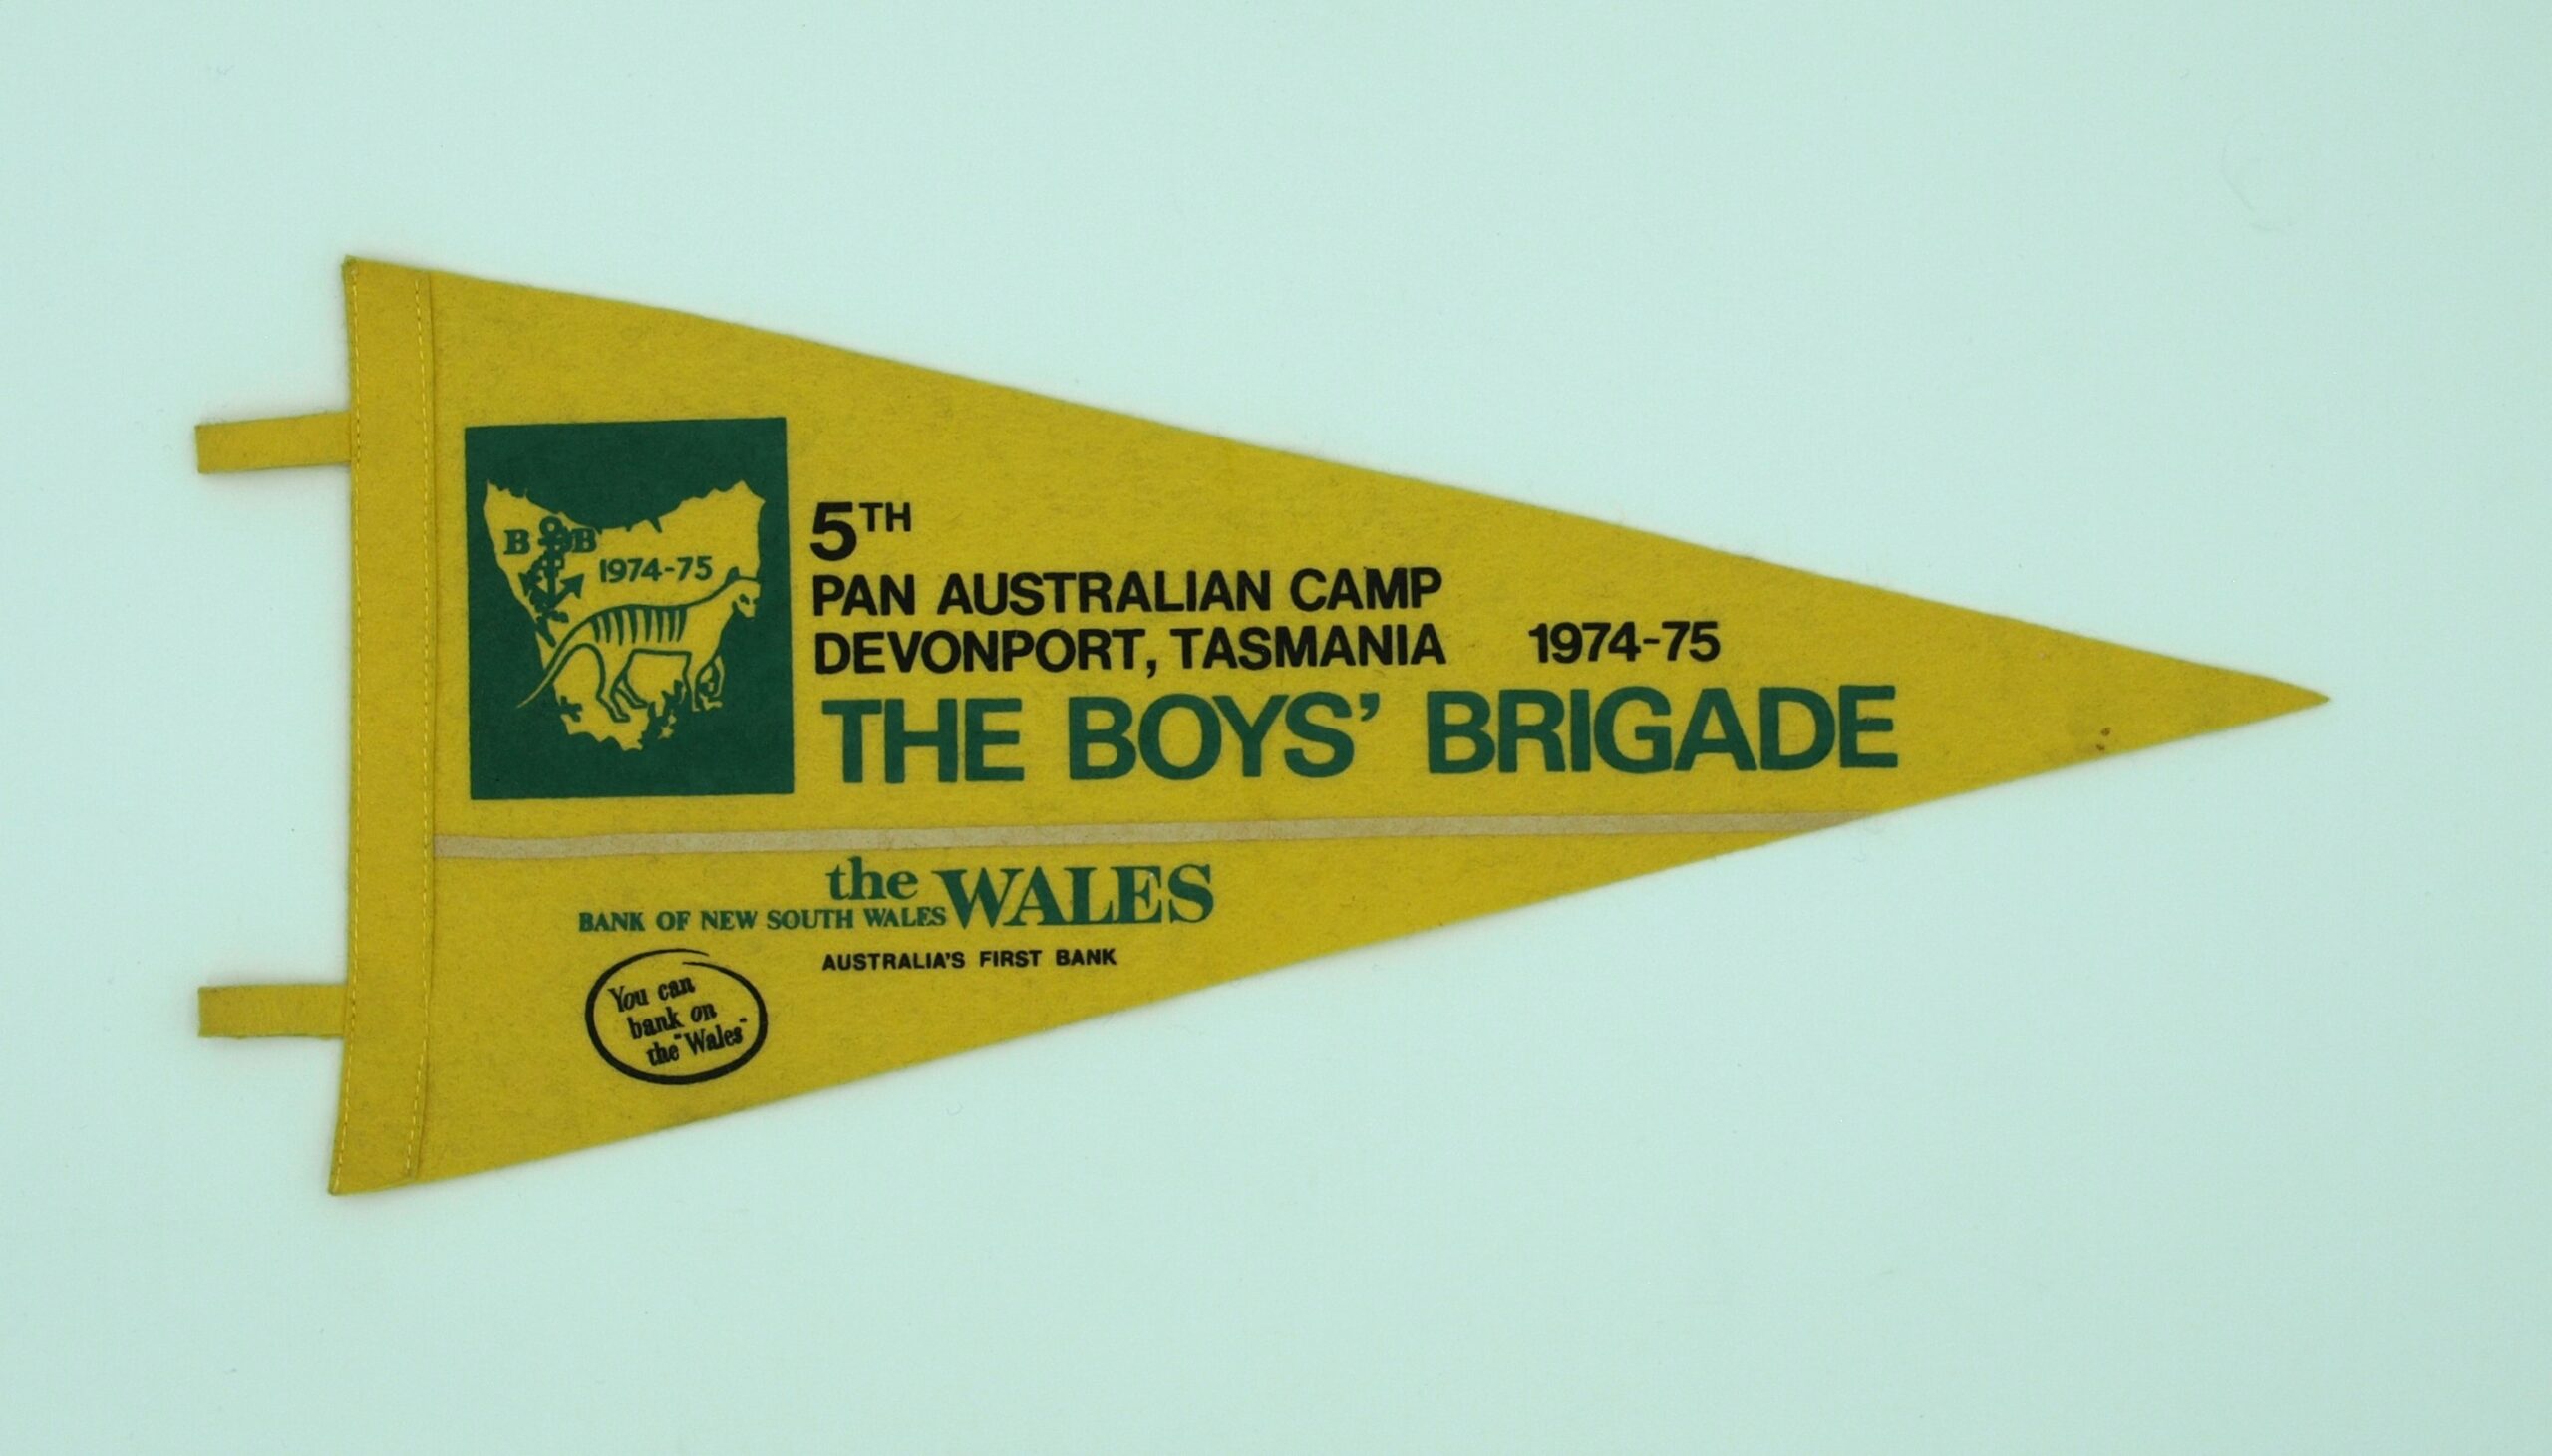 B B
1974-75
5TH
PAN AUSTRALIAN CAMP
DEVONPORT, TASMANIA 1974-75
THE BOYS' BRIGADE
the WALES
BANK OF NEW SOUTH WALES
AUSTRALIA'S FIRST BANK
You can
bank on
the "Wales"